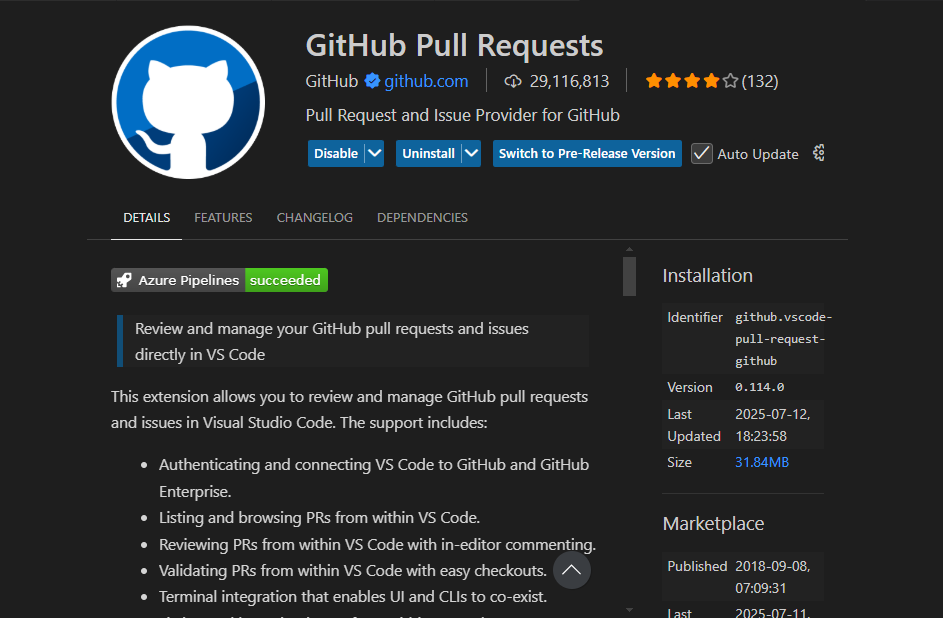 GitHub Pull Requests
GitHub github.com 29,116,813 (132)
Pull Request and Issue Provider for GitHub
Disable Uninstall Switch to Pre-Release Version Auto Update
DETAILS FEATURES CHANGELOG DEPENDENCIES
Azure Pipelines succeeded
Review and manage your GitHub pull requests and issues
directly in VS Code
This extension allows you to review and manage GitHub pull requests
and issues in Visual Studio Code. The support includes:
• Authenticating and connecting VS Code to GitHub and GitHub
Enterprise.
• Listing and browsing PRs from within VS Code.
• Reviewing PRs from within VS Code with in-editor commenting.
• Validating PRs from within VS Code with easy checkouts.
• Terminal integration that enables UI and CLIs to co-exist.
Installation
Identifier github.vscode-
pull-request-
github
Version 0.114.0
Last 2025-07-12,
Updated 18:23:58
Size 31.84MB
Marketplace
Published 2018-09-08,
07:09:31
Last 2025-07-11,